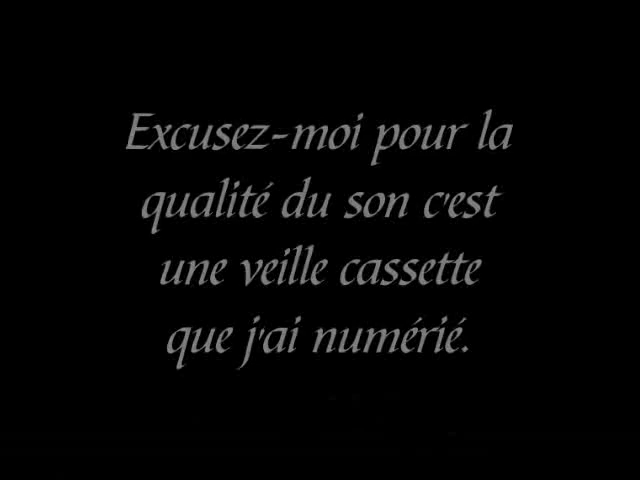 Excusez-moi pour la
qualité du son c'est
une veille cassette
que j'ai numérié.